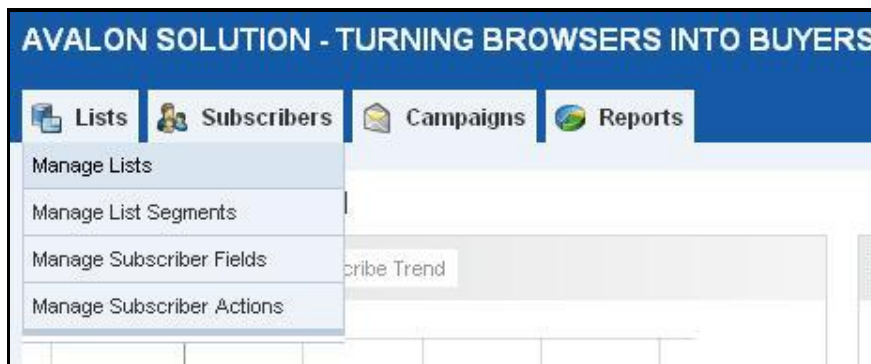 AVALON SOLUTION - TURNING BROWSERS INTO BUYERS
Lists Subscribers Campaigns Reports
Manage Lists
Manage List Segments
Manage Subscriber Fields
cribe Trend
Manage Subscriber Actions